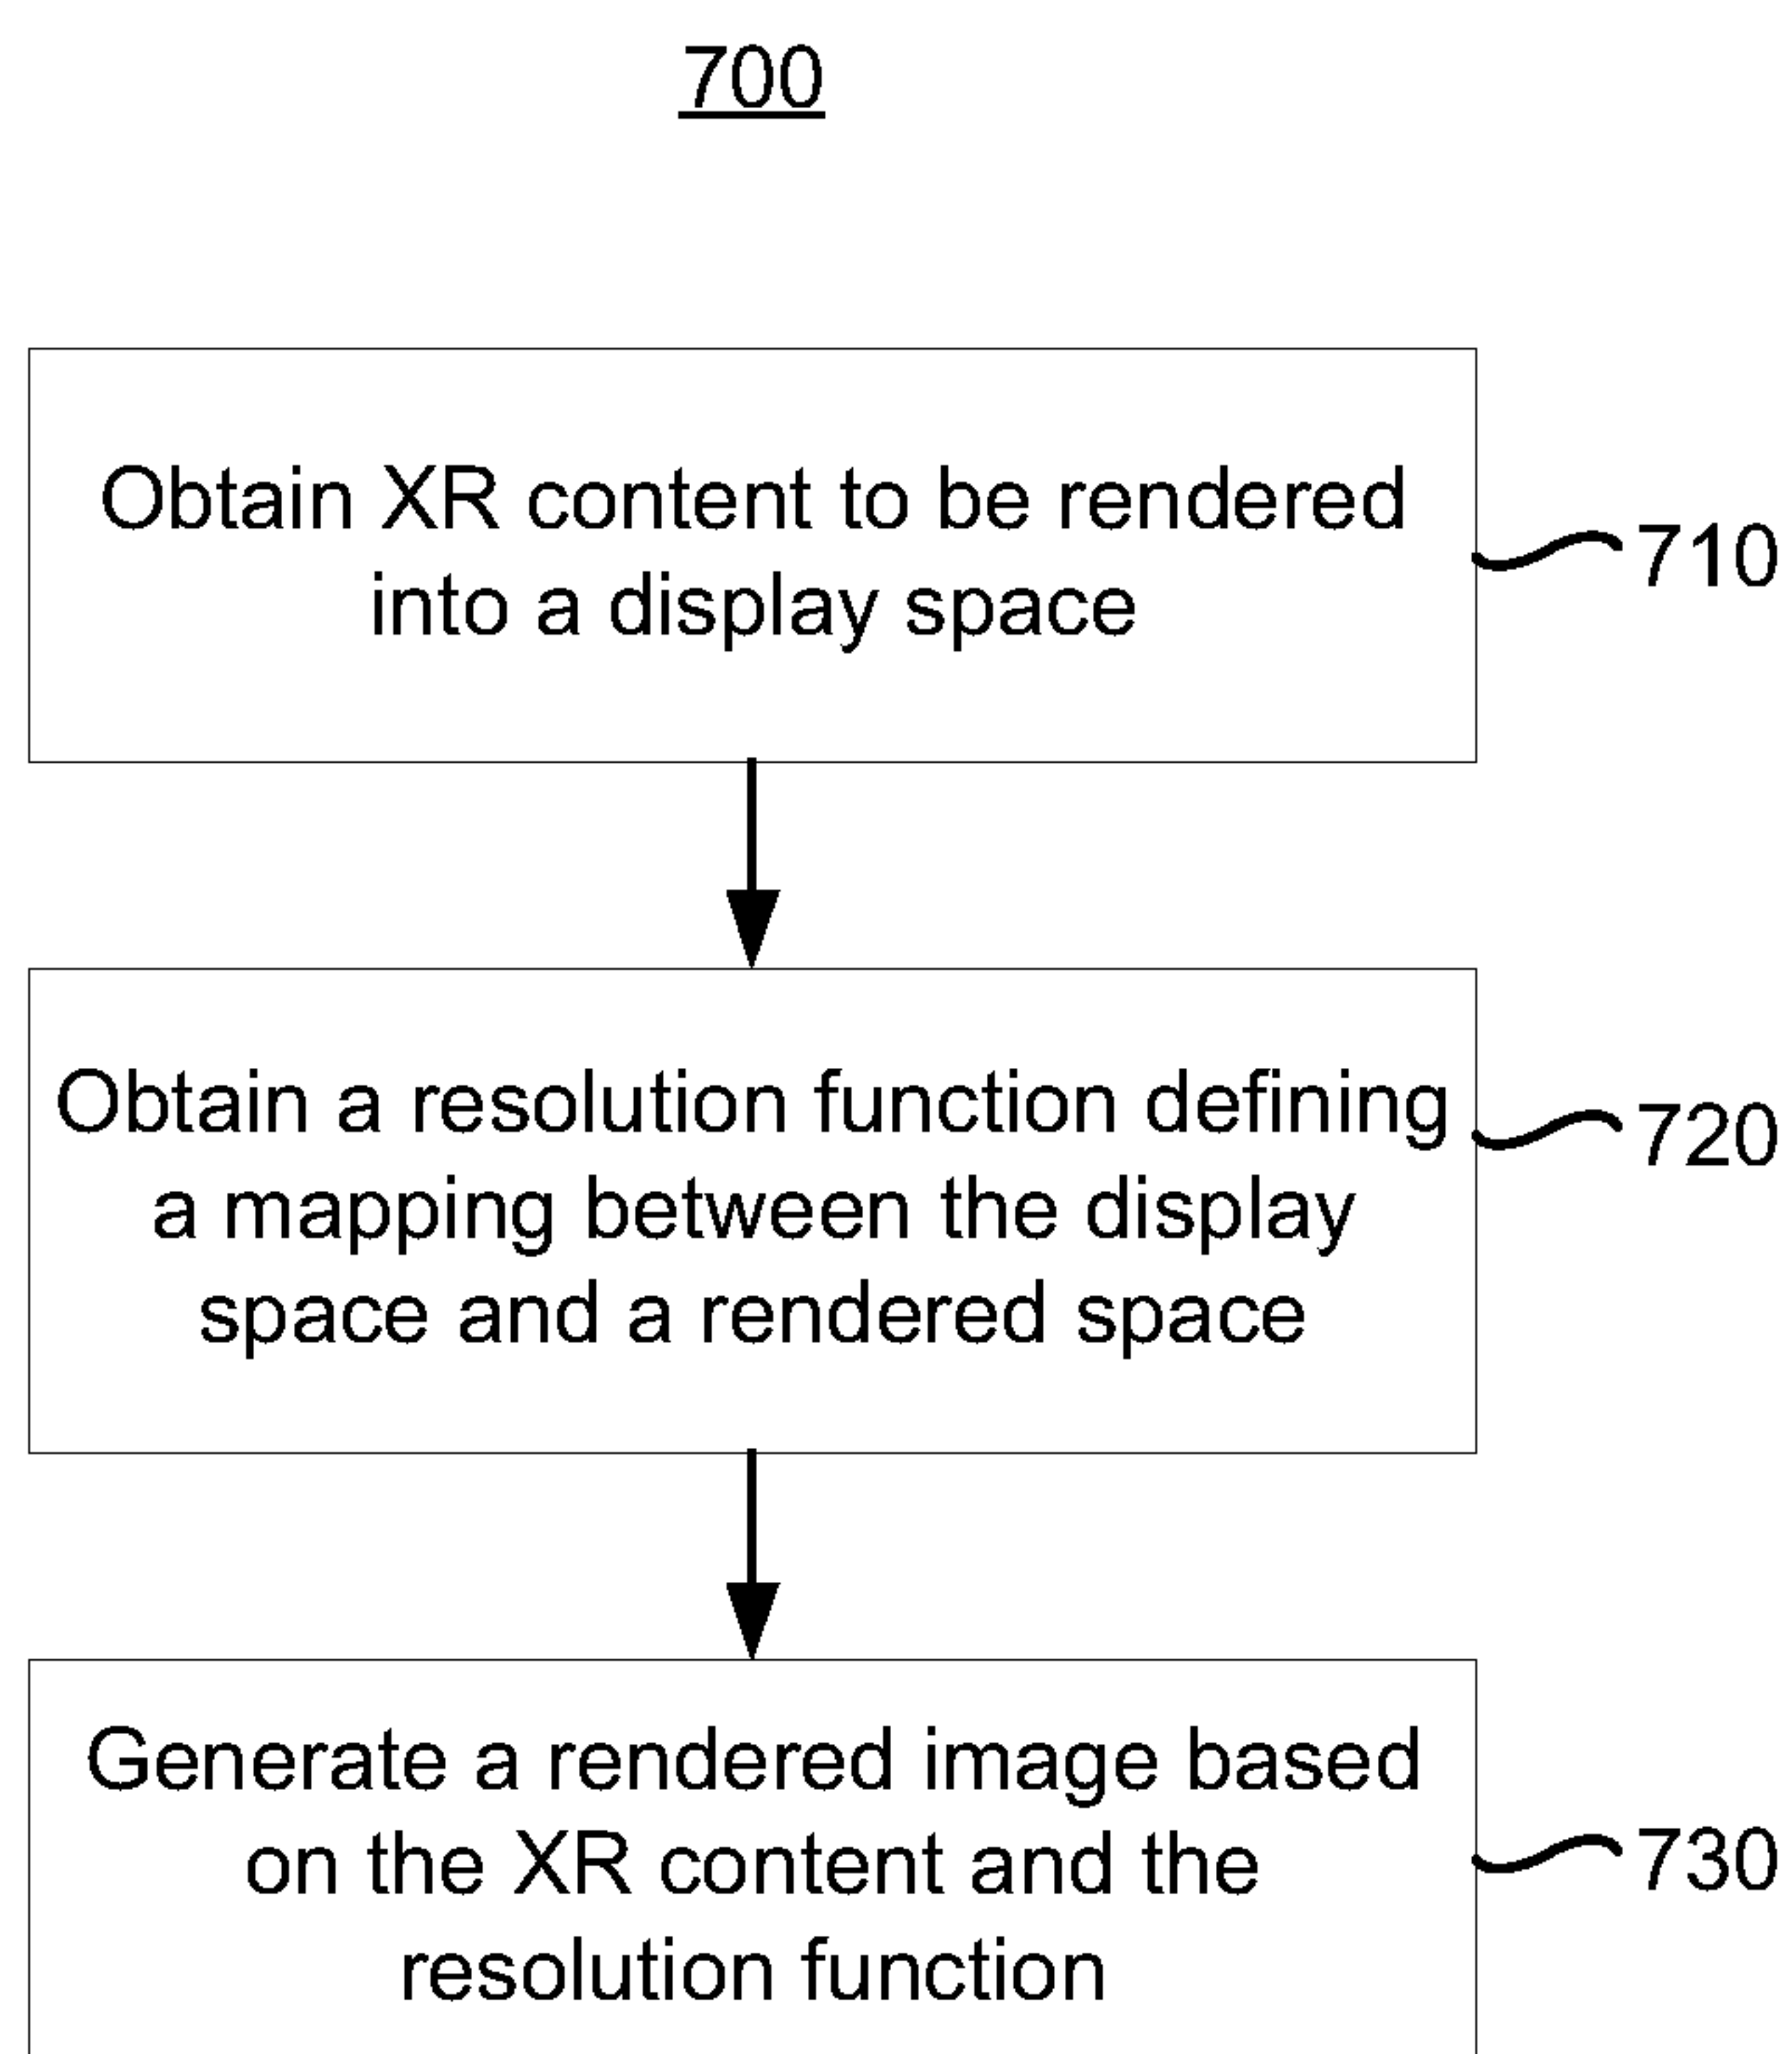 700
Obtain XR content to be rendered
into a display space
710
Obtain a resolution function defining
a mapping between the display
space and a rendered space
720
Generate a rendered image based
on the XR content and the
resolution function
730